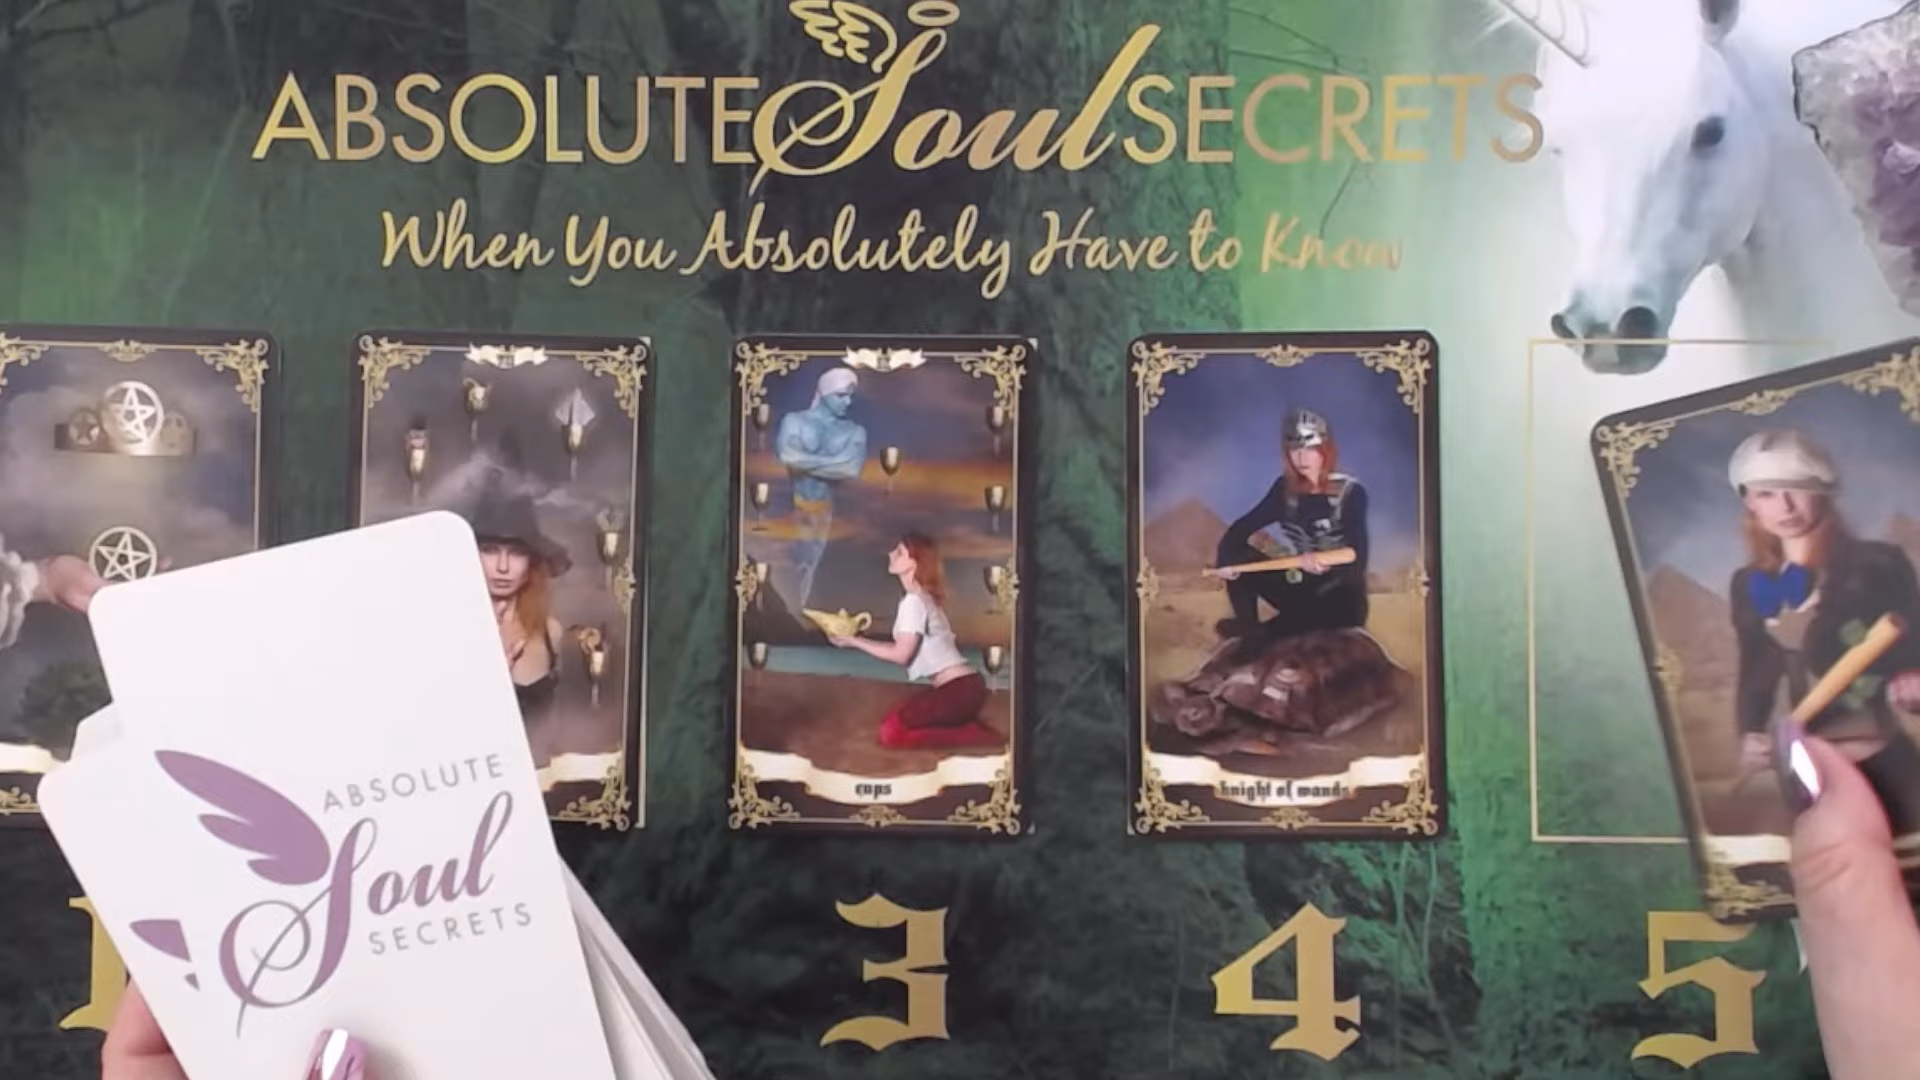 ABSOLUTE Soul SECRETS
When You Absolutely Have to Know
cups
knight of wands
1
3
4
5
ABSOLUTE
Soul
SECRETS